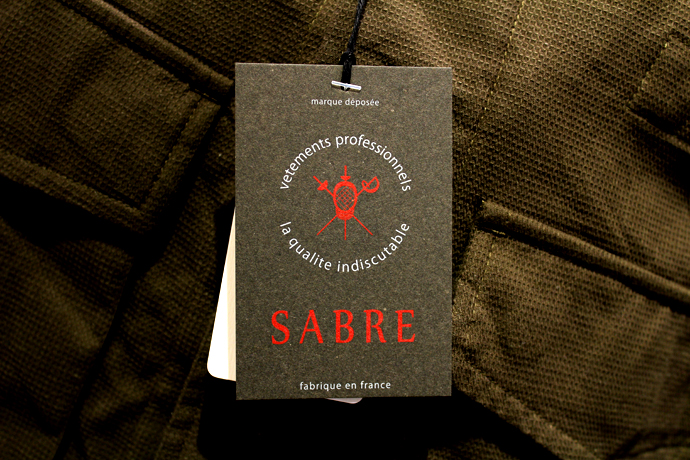 marque déposée
vetements professionnels
la qualite indiscutable
SABRE
fabrique en france